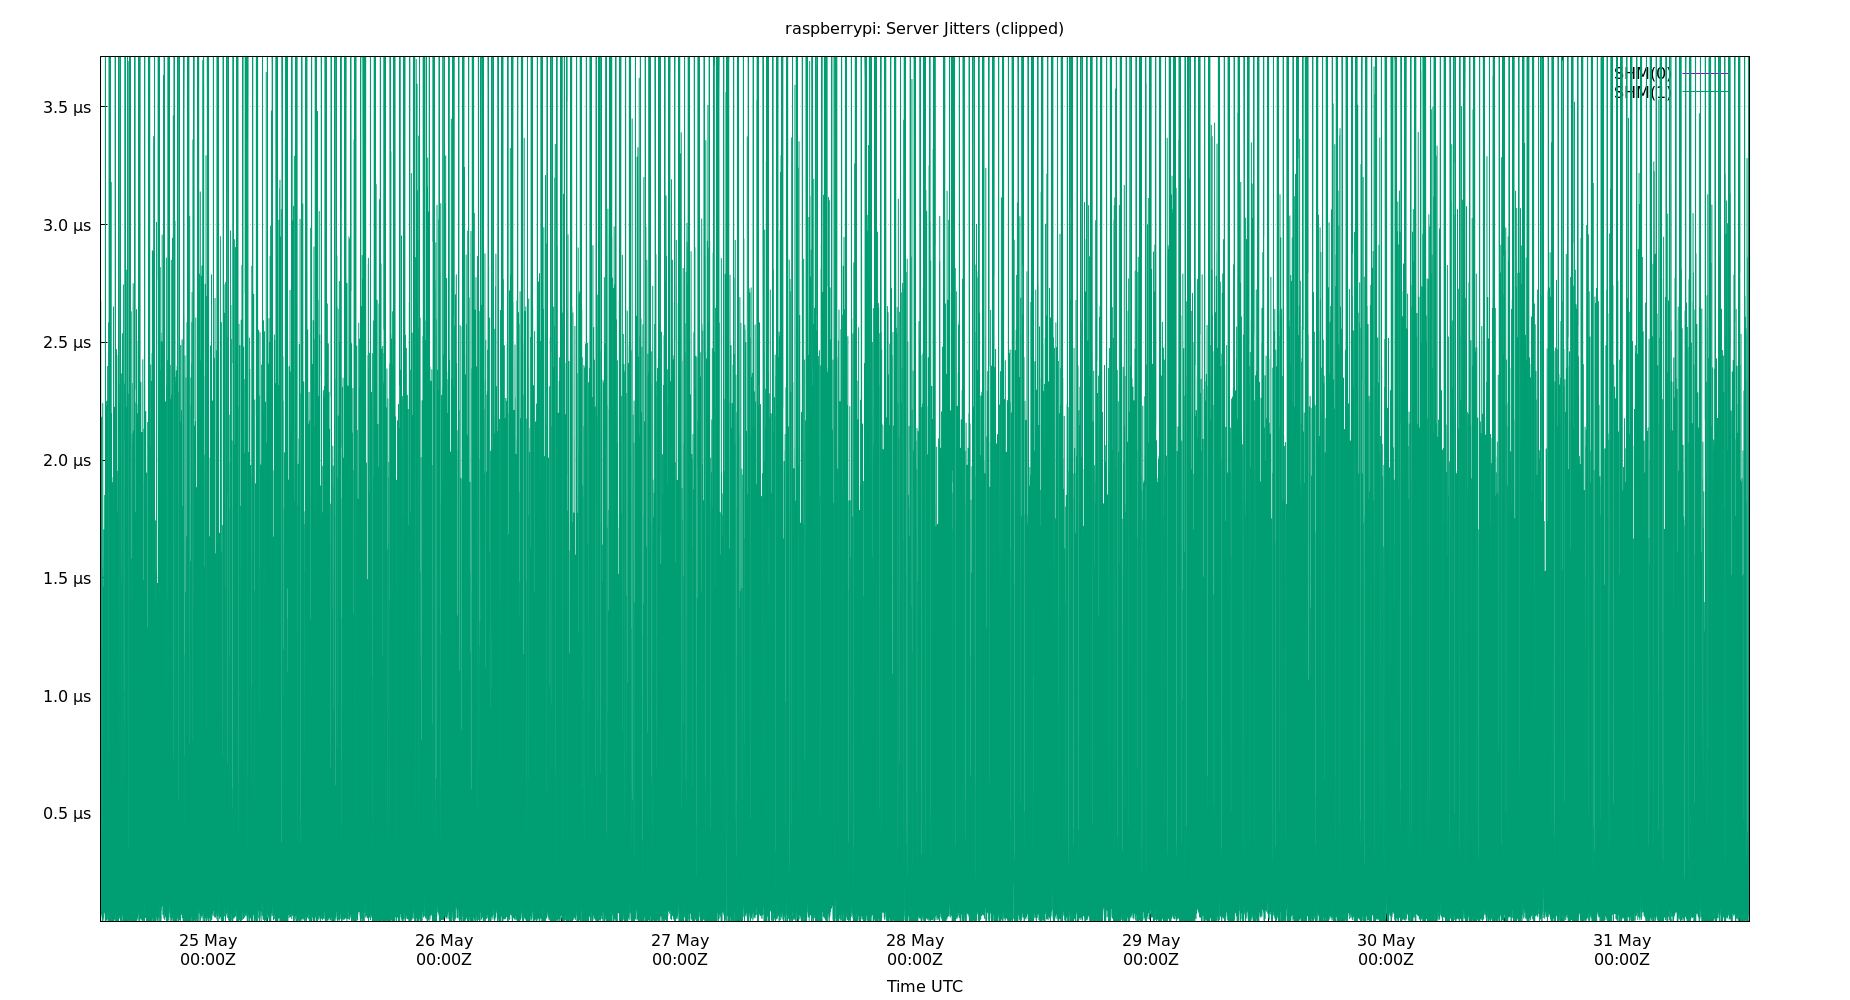 raspberrypi: Server Jitters (clipped)
SHM(0)
SHM(1)
3.5 µs
3.0 µs
2.5 µs
2.0 µs
1.5 µs
1.0 µs
0.5 µs
25 May 26 May 27 May 28 May 29 May 30 May 31 May
00:00Z 00:00Z 00:00Z 00:00Z 00:00Z 00:00Z 00:00Z
Time UTC